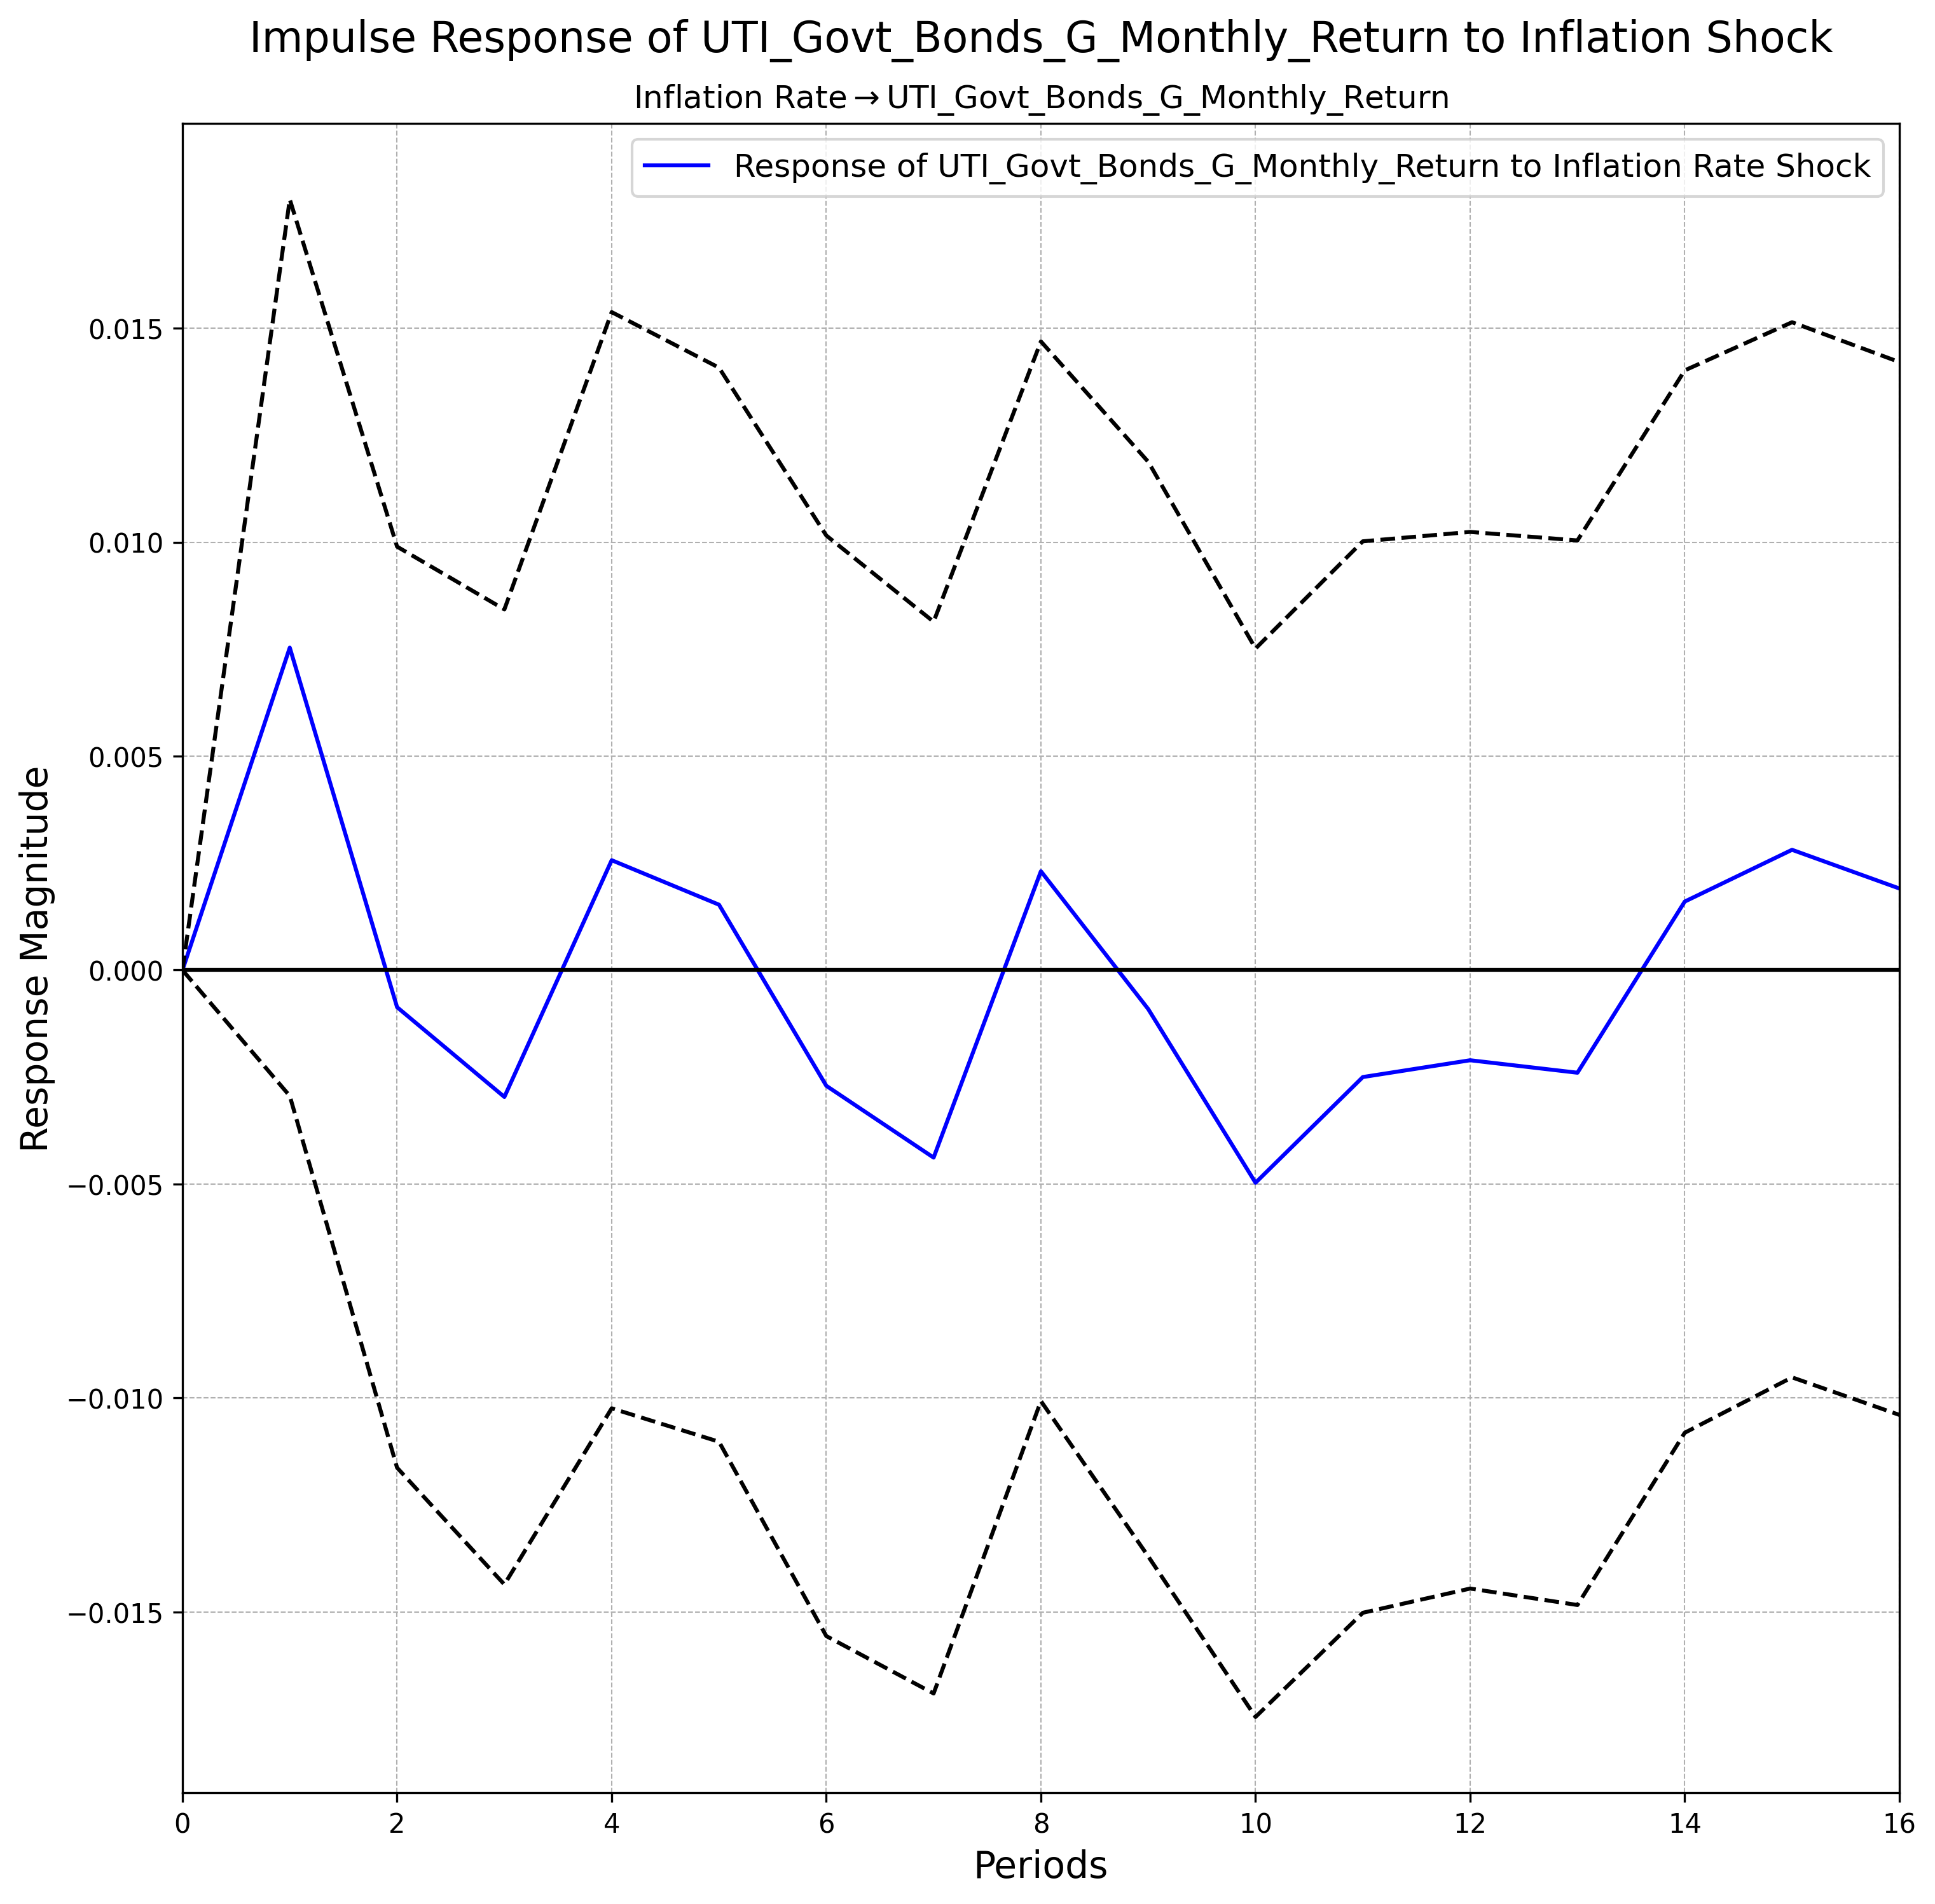 Impulse Response of UTI_Govt_Bonds_G_Monthly_Return to Inflation Shock
Inflation Rate→UTI_Govt_Bonds_G_Monthly_Return
Response of UTI_Govt_Bonds_G_Monthly_Return to Inflation Rate Shock
Response Magnitude
0.015
0.010
0.005
0.000
−0.005
−0.010
−0.015
0 2 4 6 8 10 12 14 16
Periods